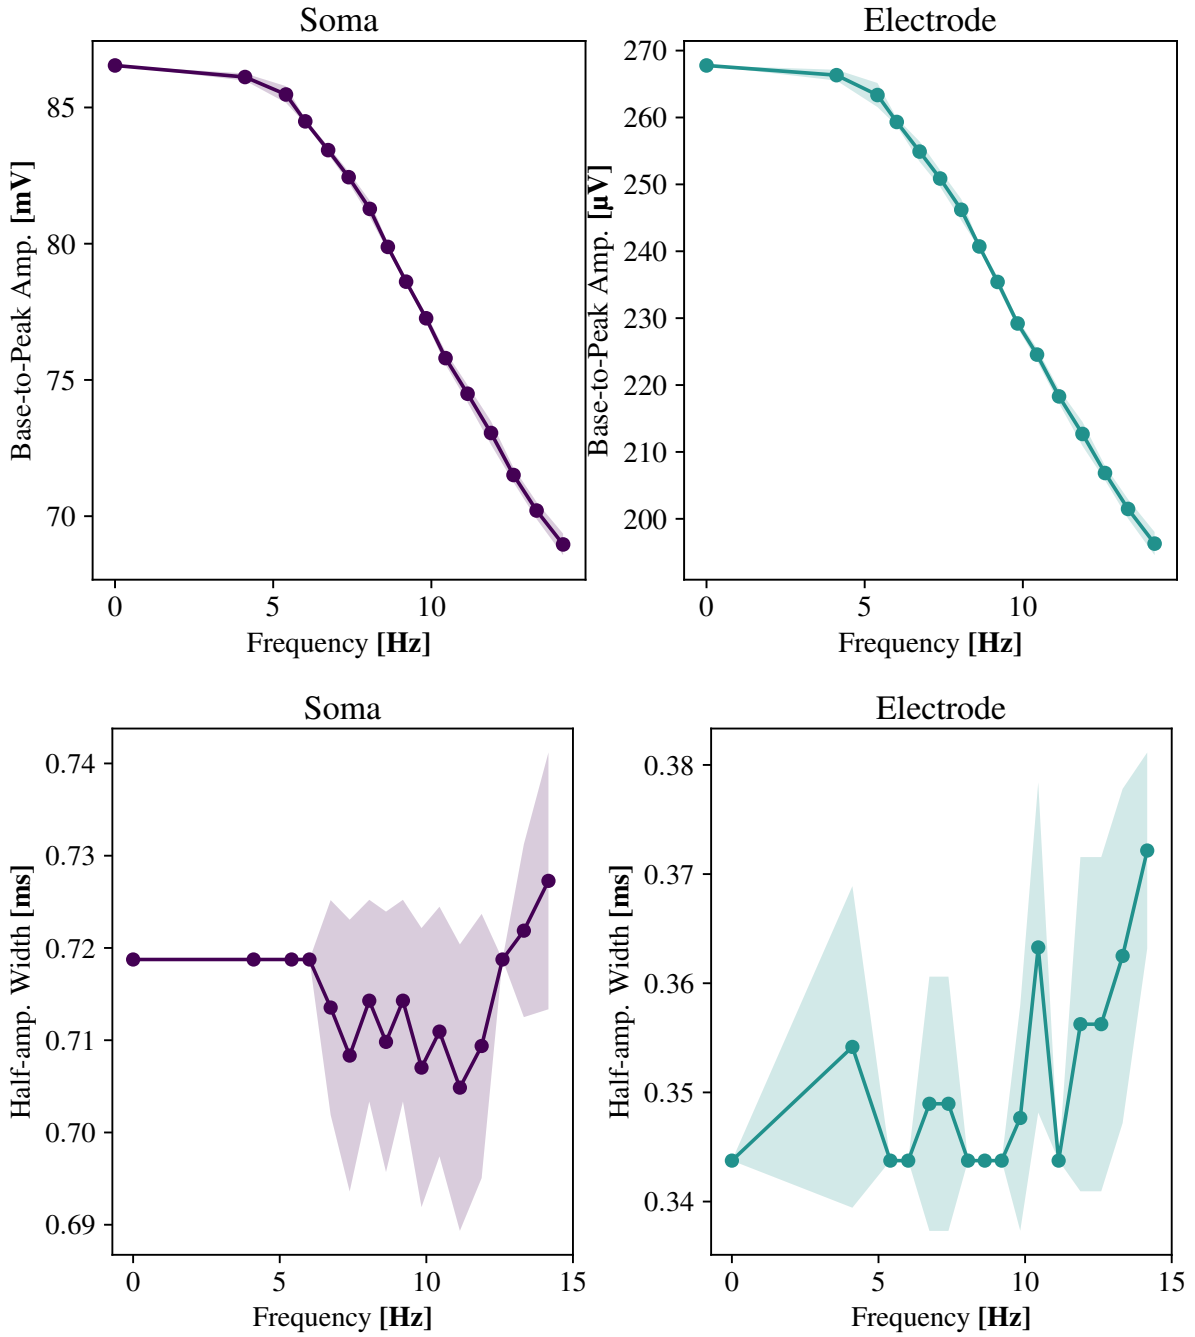 Soma
Base-to-Peak Amp. [mV]
85
80
75
70
0 5 10
Frequency [Hz]
Electrode
Base-to-Peak Amp. [µV]
270
260
250
240
230
220
210
200
0 5 10
Frequency [Hz]
Soma
Half-amp. Width [ms]
0.74
0.73
0.72
0.71
0.70
0.69
0 5 10 15
Frequency [Hz]
Electrode
Half-amp. Width [ms]
0.38
0.37
0.36
0.35
0.34
0 5 10 15
Frequency [Hz]